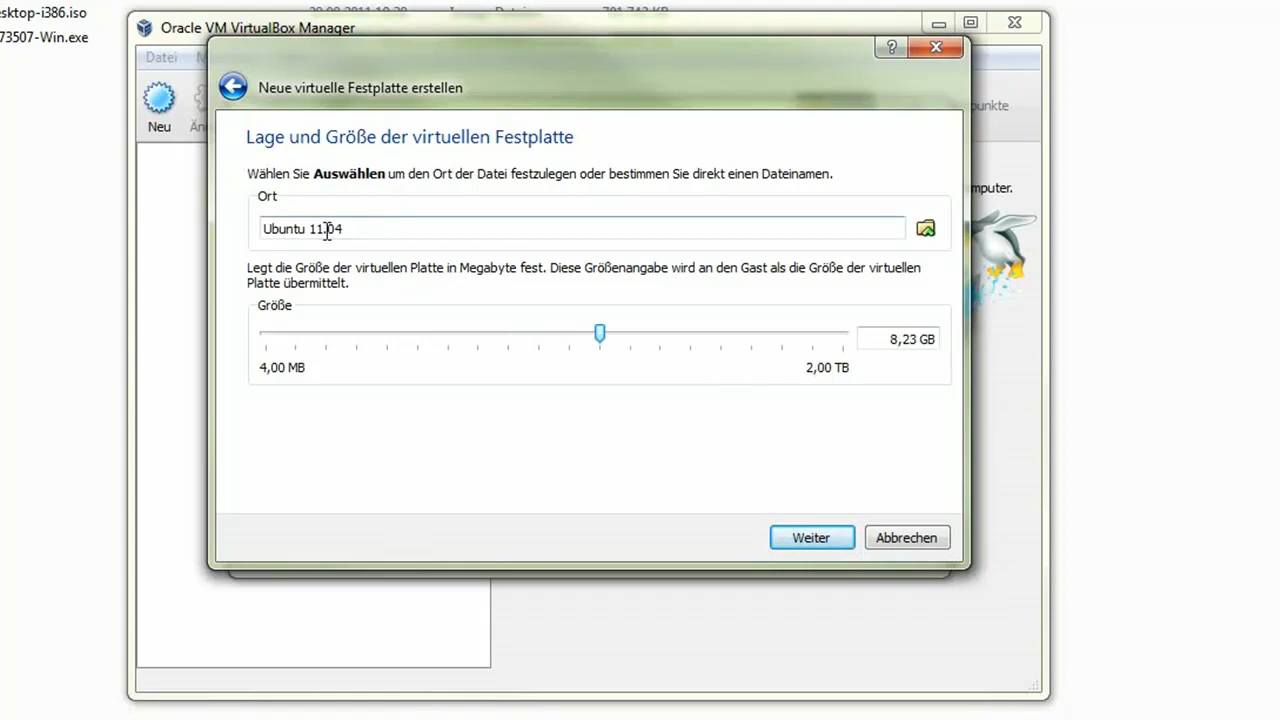 sktop-i386.iso
73507-Win.exe
Oracle VM VirtualBox Manager
Datei
Neu
punkte
mputer.
Neue virtuelle Festplatte erstellen
Lage und Größe der virtuellen Festplatte
Wählen Sie Auswählen um den Ort der Datei festzulegen oder bestimmen Sie direkt einen Dateinamen.
Ort
Ubuntu 11.04
Legt die Größe der virtuellen Platte in Megabyte fest. Diese Größenangabe wird an den Gast als die Größe der virtuellen
Platte übermittelt.
Größe
8,23 GB
4,00 MB
2,00 TB
Weiter
Abbrechen